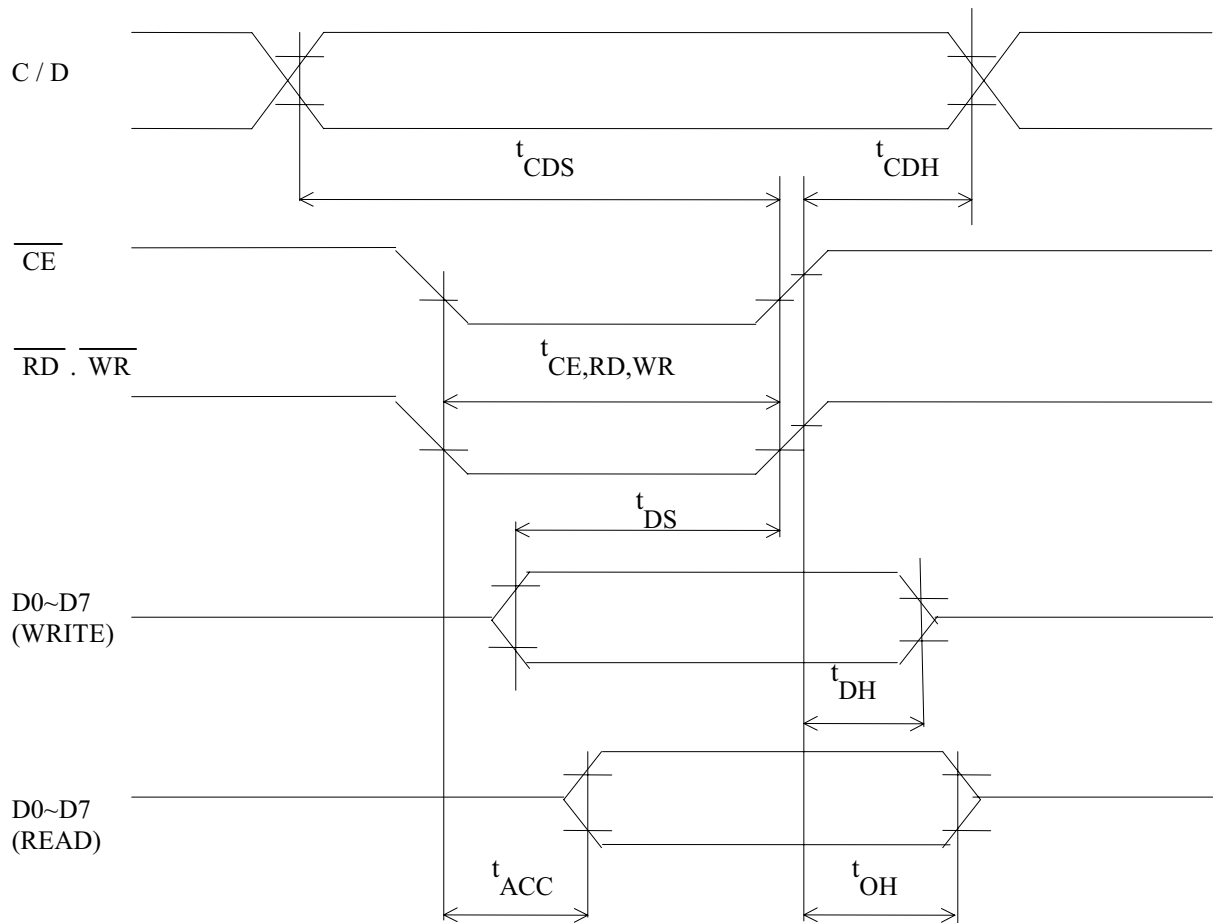 C / D
t CDS
t CDH
CE
RD . WR
t CE,RD,WR
t DS
D0~D7
(WRITE)
t DH
D0~D7
(READ)
t ACC
t OH